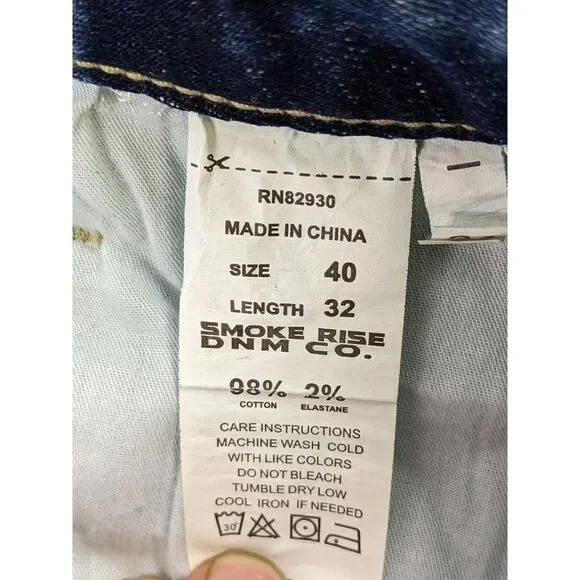 RN82930
MADE IN CHINA
SIZE 40
LENGTH 32
SMOKE RISE
DNM CO.
98% 2%
COTTON ELASTANE
CARE INSTRUCTIONS
MACHINE WASH COLD
WITH LIKE COLORS
DO NOT BLEACH
TUMBLE DRY LOW
COOL IRON IF NEEDED
30°